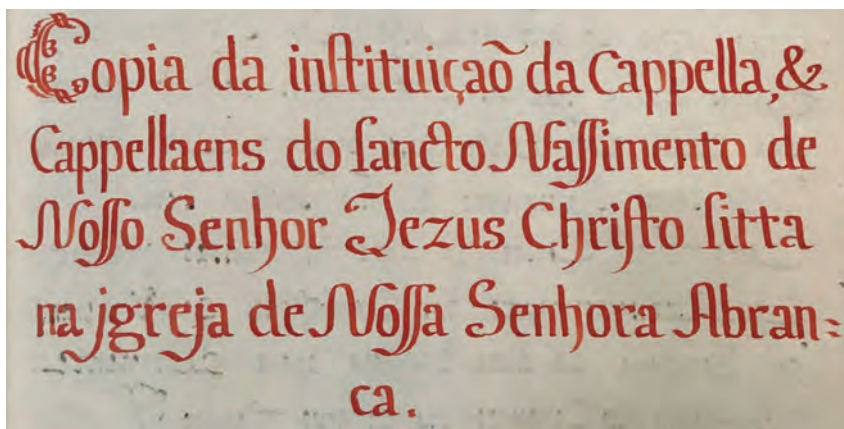 Copia da inſtituiçaõ da Cappella, &
Cappellaens do ſancto Naſſimento de
Noſſo Senhor Jezus Chriſto ſitta
na jgreja de Noſſa Senhora Abran=
ca.